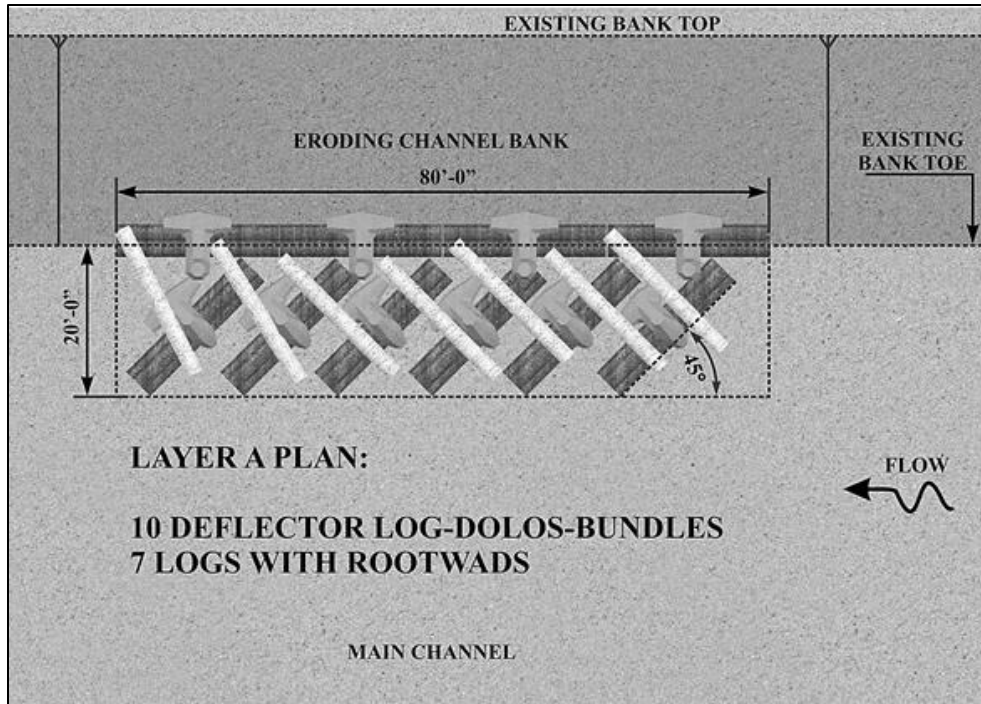 EXISTING BANK TOP
ERODING CHANNEL BANK
80’-0”
EXISTING
BANK TOE
20’-0”
45°
LAYER A PLAN:
FLOW
10 DEFLECTOR LOG-DOLOS-BUNDLES
7 LOGS WITH ROOTWADS
MAIN CHANNEL